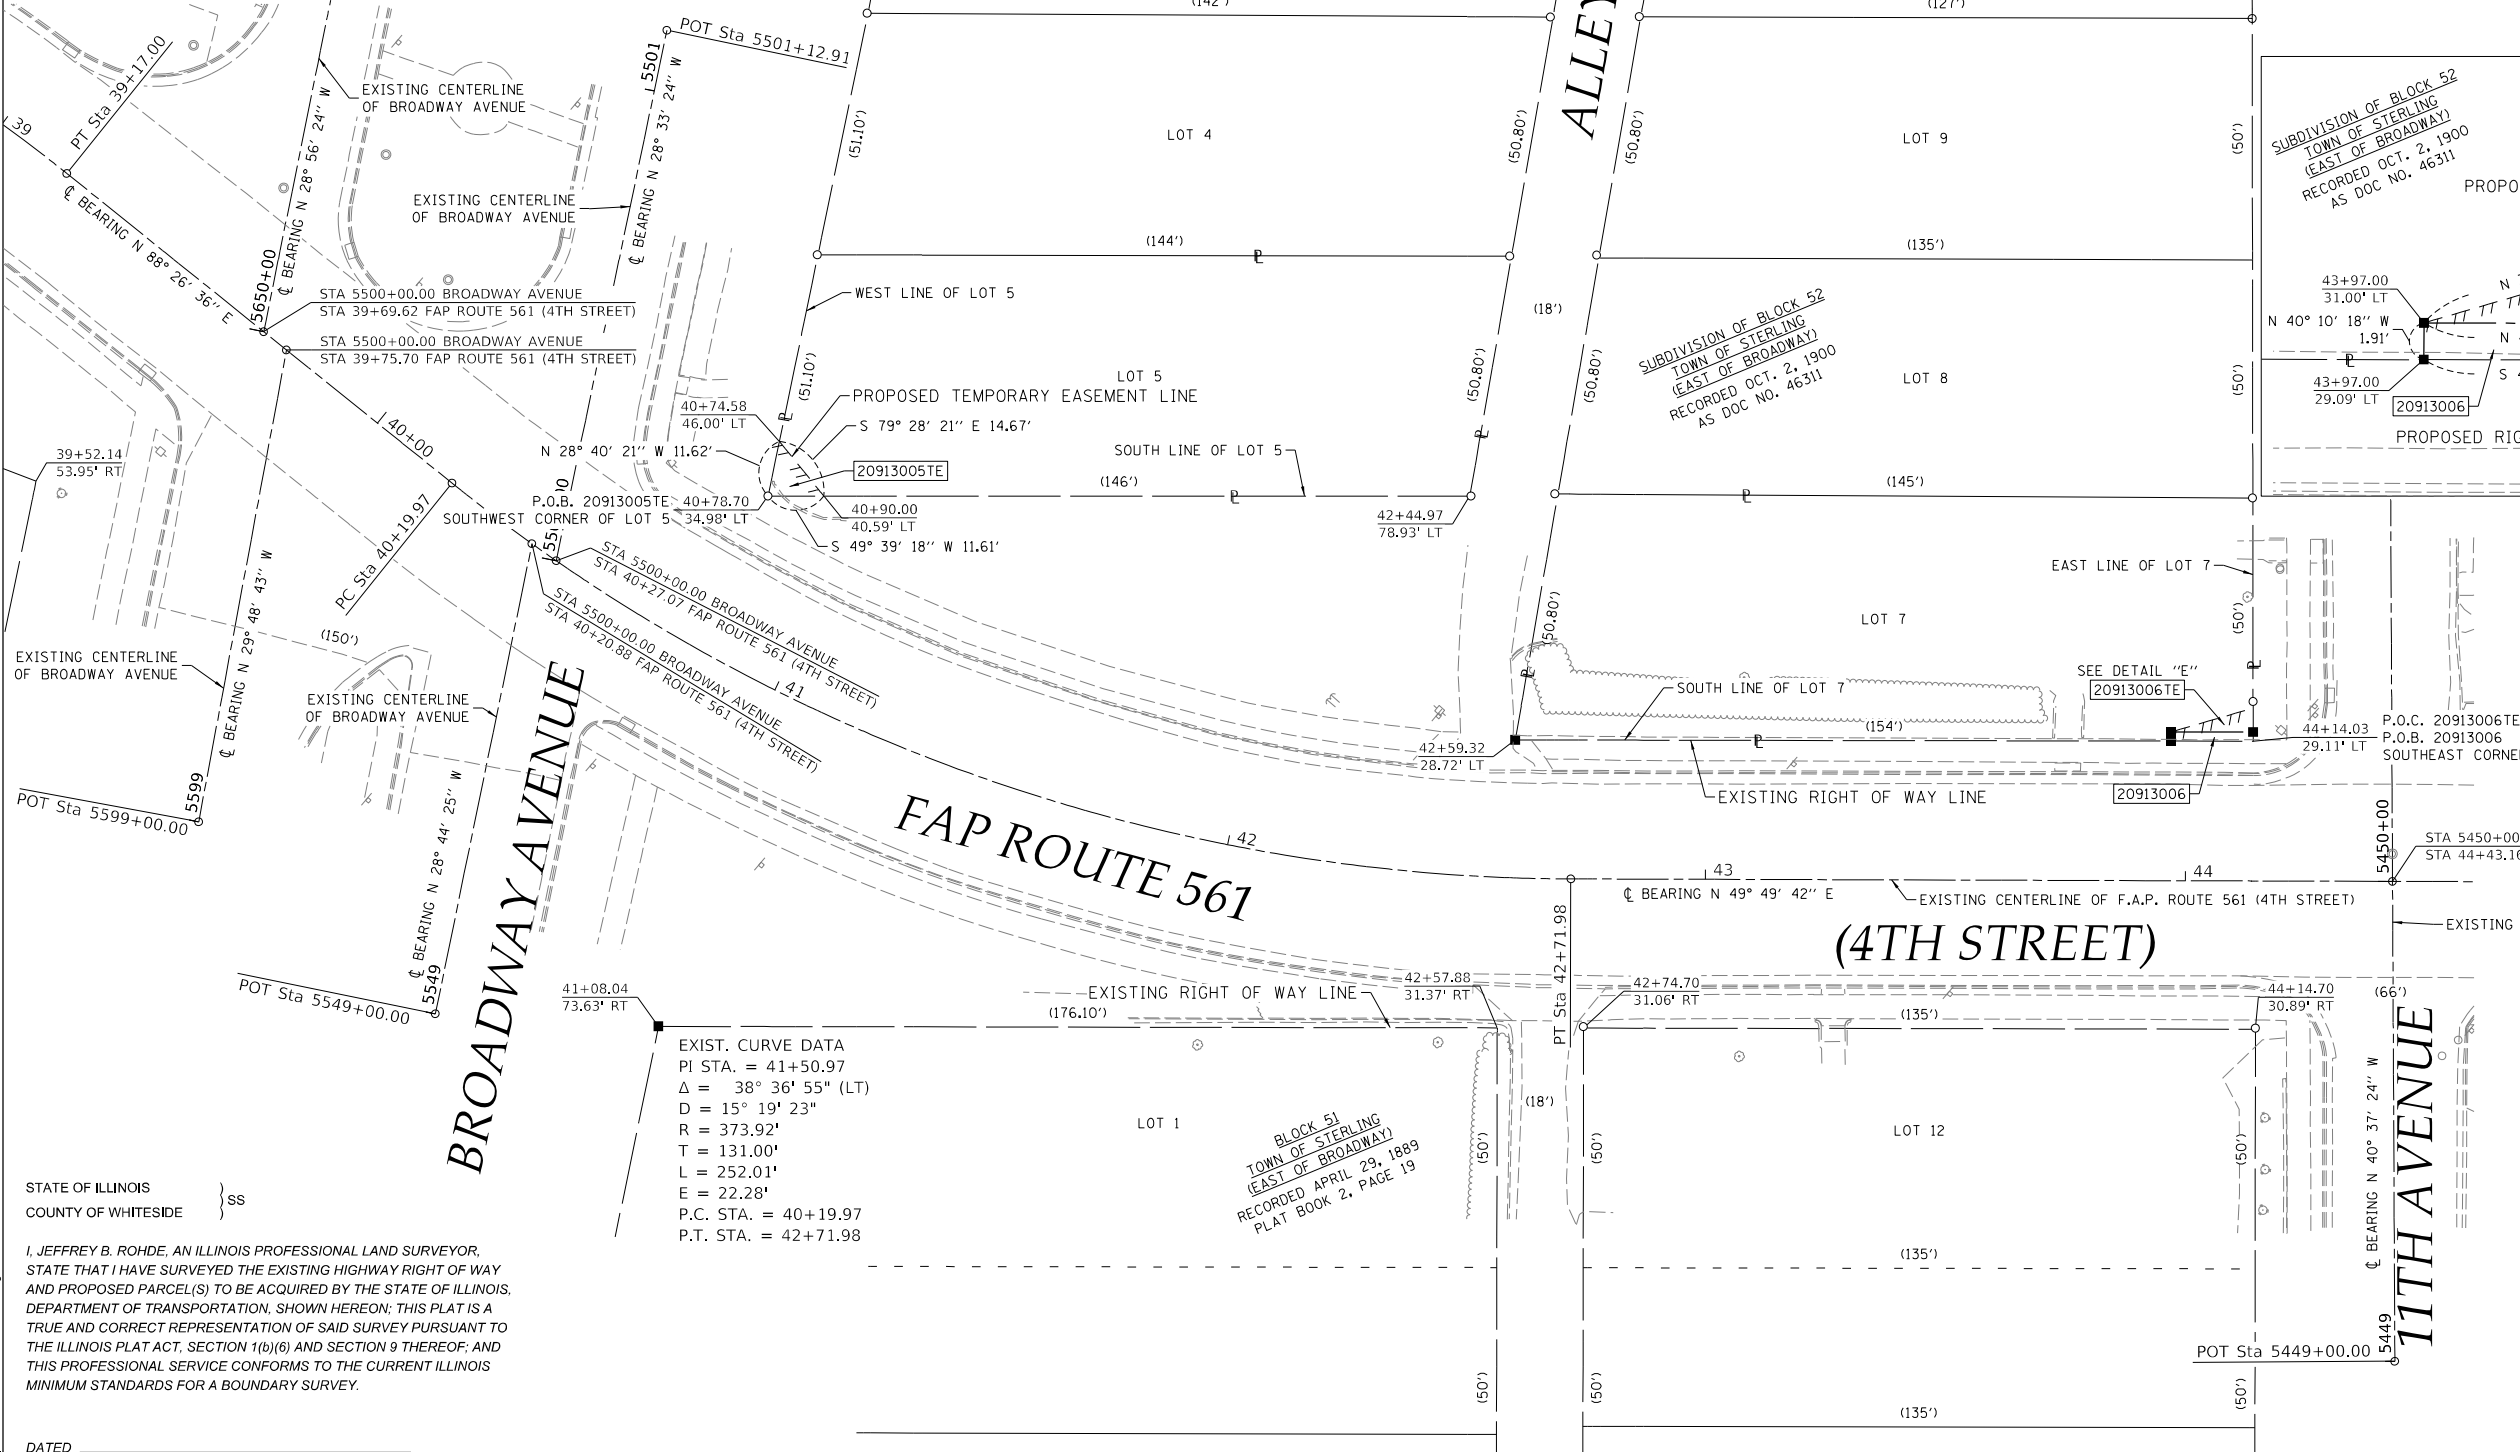 (142')
(127')
ALLEY
POT Sta 5501+12.91
5501
PT Sta 39+17.00
39
EXISTING CENTERLINE
OF BROADWAY AVENUE
℄ BEARING N 28° 56' 24" W
℄ BEARING N 28° 33' 24" W
EXISTING CENTERLINE
OF BROADWAY AVENUE
(51.10')
LOT 4
(50.80')
(50.80')
LOT 9
(50')
SUBDIVISION OF BLOCK 52
TOWN OF STERLING
(EAST OF BROADWAY)
RECORDED OCT. 2, 1900
AS DOC NO. 46311
PROPO
℄ BEARING N 88° 26' 36" E
5650+00
(144')
℄
(135')
STA 5500+00.00 BROADWAY AVENUE
STA 39+69.62 FAP ROUTE 561 (4TH STREET)
STA 5500+00.00 BROADWAY AVENUE
STA 39+75.70 FAP ROUTE 561 (4TH STREET)
WEST LINE OF LOT 5
(18')
SUBDIVISION OF BLOCK 52
TOWN OF STERLING
(EAST OF BROADWAY)
RECORDED OCT. 2, 1900
AS DOC NO. 46311
43+97.00
31.00' LT
N 40° 10' 18" W
1.91'
N
N
S 4
43+97.00
29.09' LT
20913006
PROPOSED RIG
LOT 5
(51.10')
(50.80')
(50.80')
LOT 8
(50')
40+00
40+74.58
46.00' LT
PROPOSED TEMPORARY EASEMENT LINE
S 79° 28' 21" E 14.67'
N 28° 40' 21" W 11.62'
20913005TE
SOUTH LINE OF LOT 5
39+52.14
53.95' RT
(146')
(145')
P.O.B. 20913005TE
SOUTHWEST CORNER OF LOT 5
40+78.70
34.98' LT
40+90.00
40.59' LT
S 49° 39' 18" W 11.61'
42+44.97
78.93' LT
PC Sta 40+19.97
STA 5500+00.00 BROADWAY AVENUE
STA 40+27.07 FAP ROUTE 561 (4TH STREET)
STA 5500+00.00 BROADWAY AVENUE
STA 40+20.88 FAP ROUTE 561 (4TH STREET)
EAST LINE OF LOT 7
(50.80')
LOT 7
(50')
(150')
EXISTING CENTERLINE
OF BROADWAY AVENUE
℄ BEARING N 29° 48' 43" W
EXISTING CENTERLINE
OF BROADWAY AVENUE
41
SOUTH LINE OF LOT 7
SEE DETAIL "E"
20913006TE
(154')
42+59.32
28.72' LT
44+14.03
29.11' LT
P.O.C. 20913006TE
P.O.B. 20913006
SOUTHEAST CORNE
5599
POT Sta 5599+00.00
EXISTING RIGHT OF WAY LINE
20913006
BROADWAY AVENUE
FAP ROUTE 561
42
43
44
5450+00
STA 5450+00
STA 44+43.16
℄ BEARING N 49° 49' 42" E
EXISTING CENTERLINE OF F.A.P. ROUTE 561 (4TH STREET)
EXISTING
(4TH STREET)
℄ BEARING N 28° 44' 25" W
5549
POT Sta 5549+00.00
41+08.04
73.63' RT
EXISTING RIGHT OF WAY LINE
(176.10')
42+57.88
31.37' RT
PT Sta 42+71.98
42+74.70
31.06' RT
(135')
44+14.70
30.89' RT
(66')
11TH AVENUE
℄ BEARING N 40° 37' 24" W
EXIST. CURVE DATA
PI STA. = 41+50.97
Δ = 38° 36' 55" (LT)
D = 15° 19' 23"
R = 373.92'
T = 131.00'
L = 252.01'
E = 22.28'
P.C. STA. = 40+19.97
P.T. STA. = 42+71.98
LOT 1
(18')
LOT 12
BLOCK 51
TOWN OF STERLING
(EAST OF BROADWAY)
RECORDED APRIL 29, 1889
PLAT BOOK 2, PAGE 19
(50')
(50')
(50')
(135')
STATE OF ILLINOIS
COUNTY OF WHITESIDE
SS
I, JEFFREY B. ROHDE, AN ILLINOIS PROFESSIONAL LAND SURVEYOR,
STATE THAT I HAVE SURVEYED THE EXISTING HIGHWAY RIGHT OF WAY
AND PROPOSED PARCEL(S) TO BE ACQUIRED BY THE STATE OF ILLINOIS,
DEPARTMENT OF TRANSPORTATION, SHOWN HEREON; THIS PLAT IS A
TRUE AND CORRECT REPRESENTATION OF SAID SURVEY PURSUANT TO
THE ILLINOIS PLAT ACT, SECTION 1(b)(6) AND SECTION 9 THEREOF; AND
THIS PROFESSIONAL SERVICE CONFORMS TO THE CURRENT ILLINOIS
MINIMUM STANDARDS FOR A BOUNDARY SURVEY.
5449
POT Sta 5449+00.00
(50')
(50')
(50')
(135')
DATED